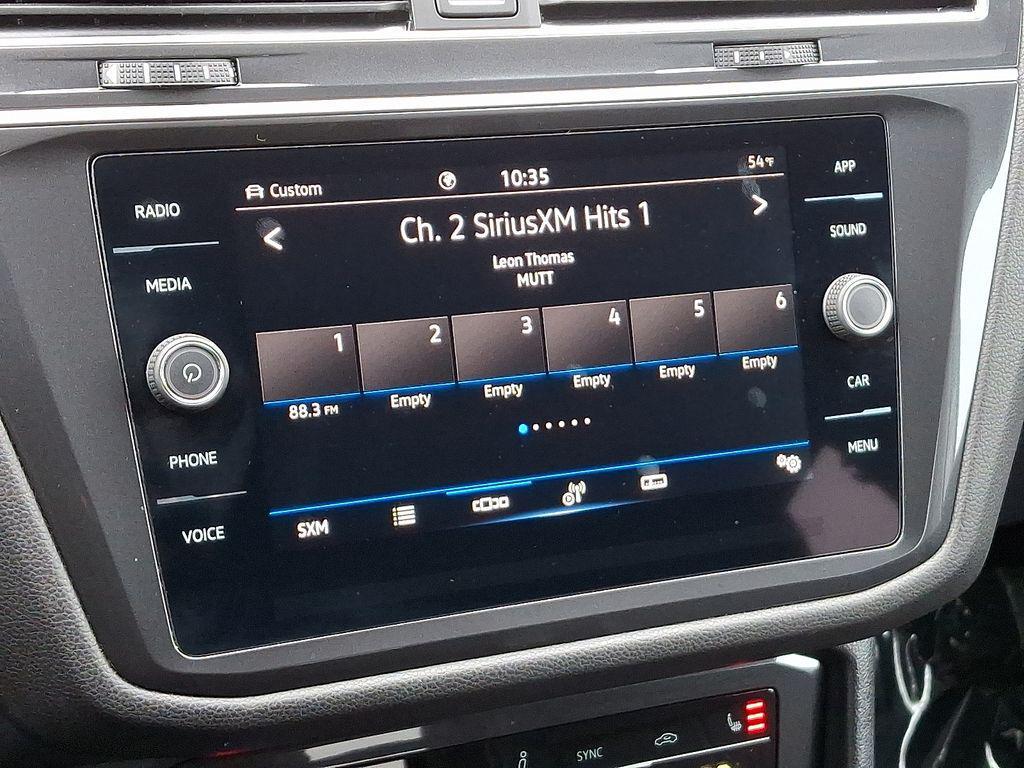 Custom 10:35 54°F
Ch. 2 SiriusXM Hits 1
Leon Thomas
MUTT
1 2 3 4 5 6
88.3 FM Empty Empty Empty Empty Empty
SXM
RADIO
MEDIA
PHONE
VOICE
APP
SOUND
CAR
MENU
SYNC